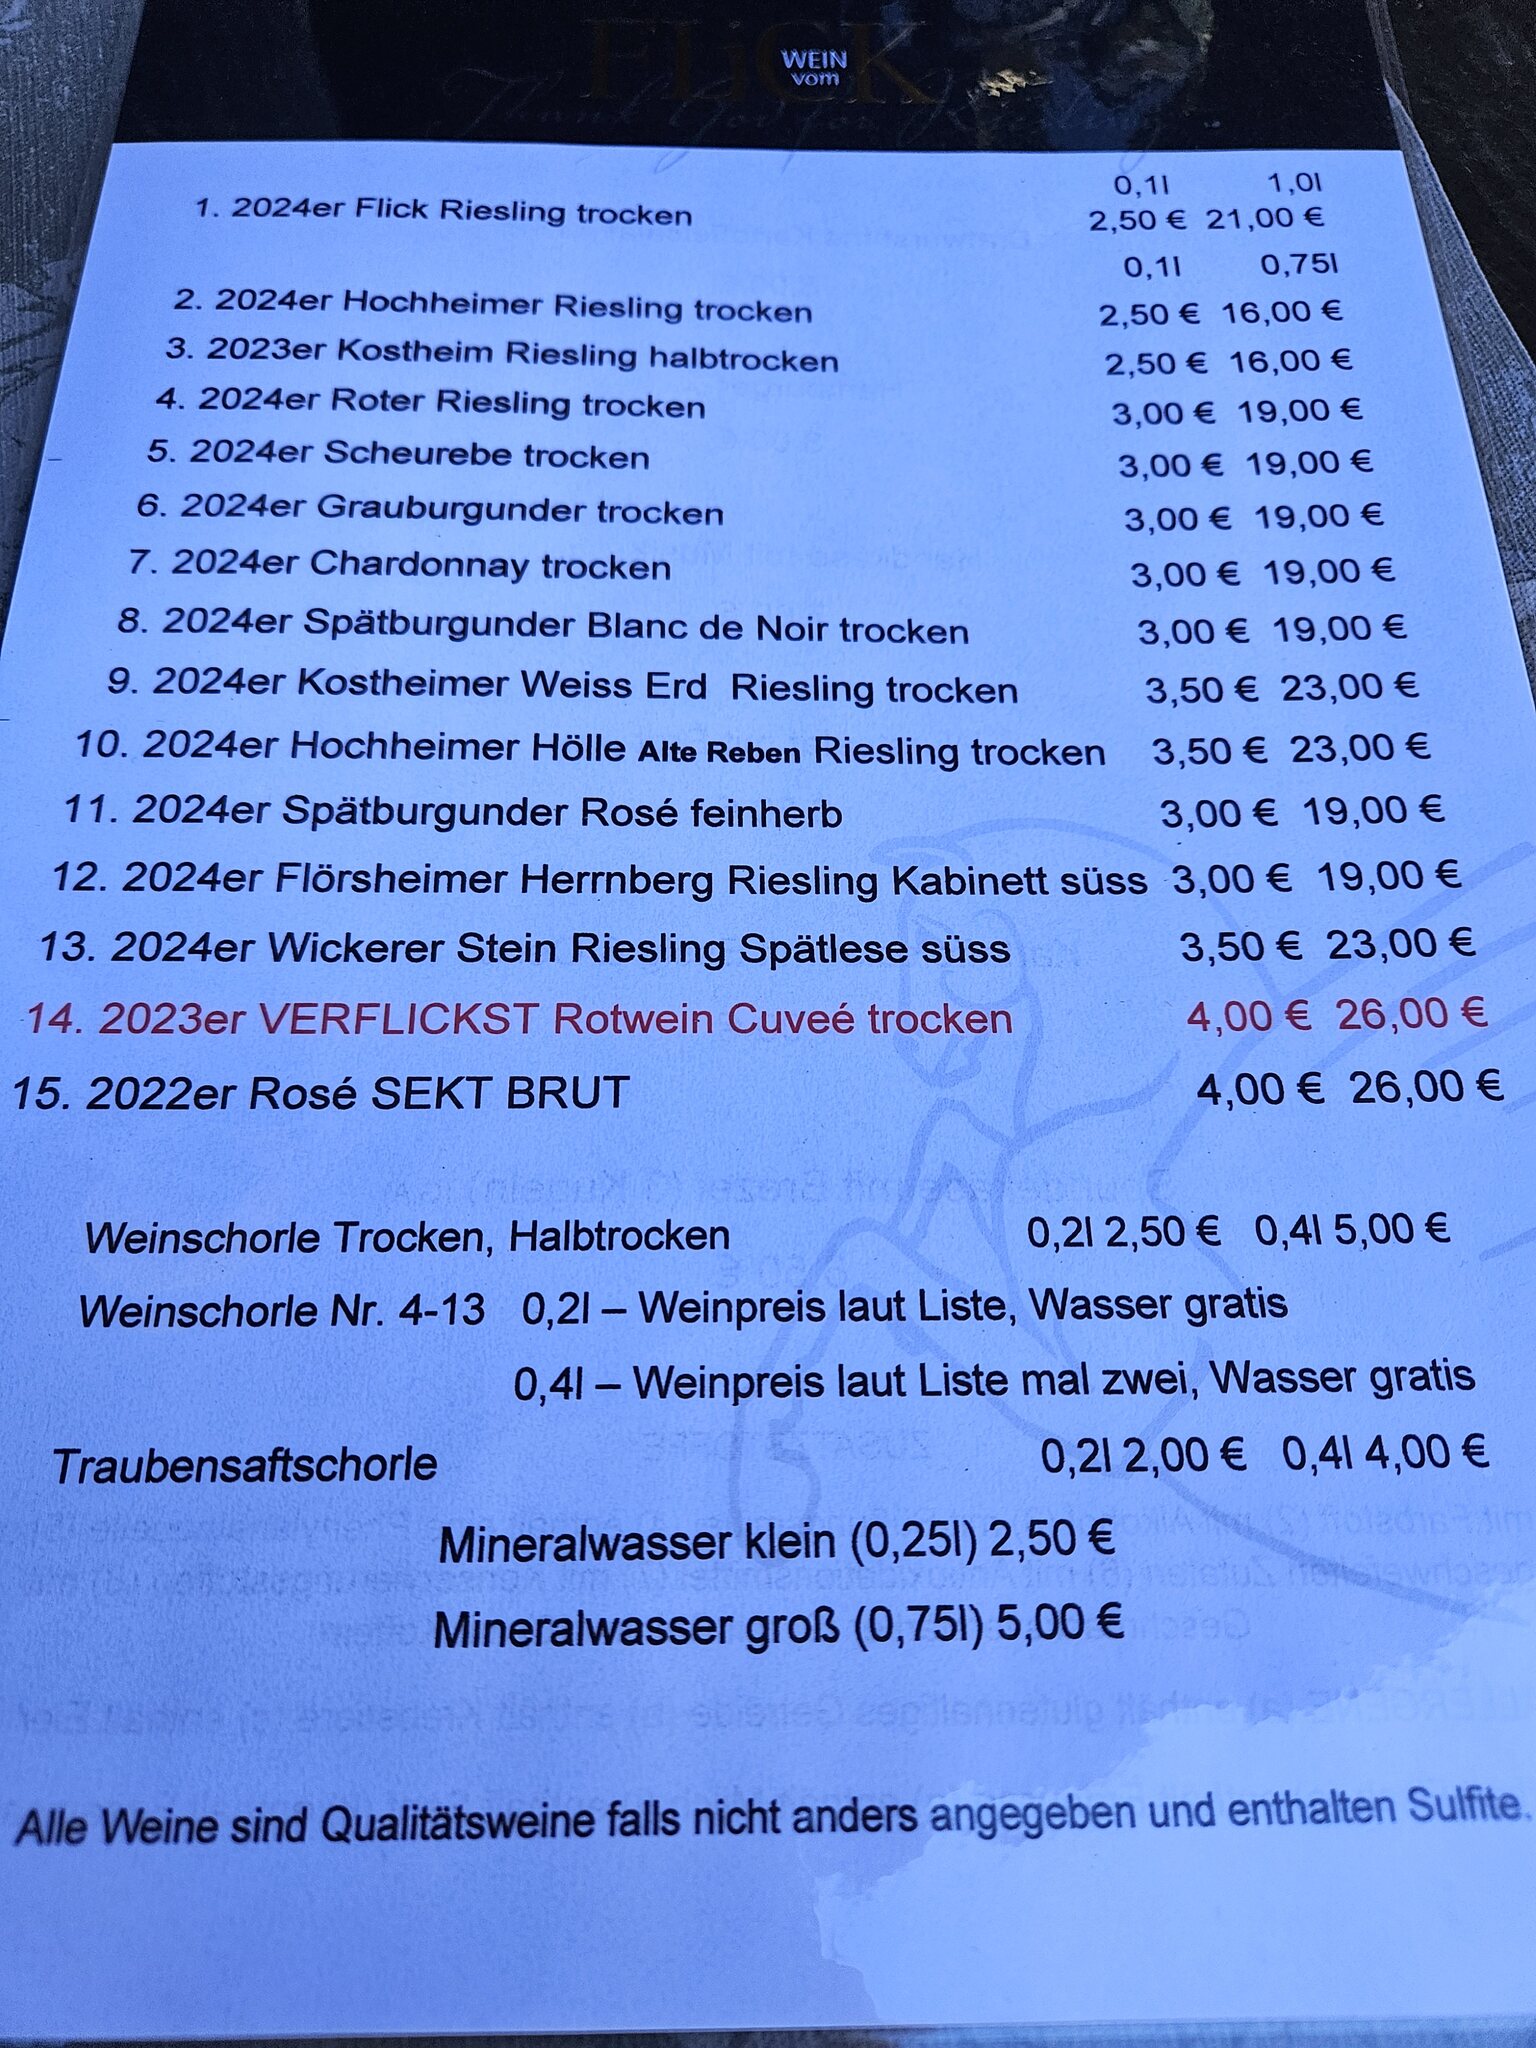 FLiCK
WEIN
vom
Thank You for Riesling
0,1l 1,0l
1. 2024er Flick Riesling trocken 2,50 € 21,00 €
0,1l 0,75l
2. 2024er Hochheimer Riesling trocken 2,50 € 16,00 €
3. 2023er Kostheim Riesling halbtrocken 2,50 € 16,00 €
4. 2024er Roter Riesling trocken 3,00 € 19,00 €
5. 2024er Scheurebe trocken 3,00 € 19,00 €
6. 2024er Grauburgunder trocken 3,00 € 19,00 €
7. 2024er Chardonnay trocken 3,00 € 19,00 €
8. 2024er Spätburgunder Blanc de Noir trocken 3,00 € 19,00 €
9. 2024er Kostheimer Weiss Erd Riesling trocken 3,50 € 23,00 €
10. 2024er Hochheimer Hölle Alte Reben Riesling trocken 3,50 € 23,00 €
11. 2024er Spätburgunder Rosé feinherb 3,00 € 19,00 €
12. 2024er Flörsheimer Herrnberg Riesling Kabinett süss 3,00 € 19,00 €
13. 2024er Wickerer Stein Riesling Spätlese süss 3,50 € 23,00 €
14. 2023er VERFLICKST Rotwein Cuveé trocken 4,00 € 26,00 €
15. 2022er Rosé SEKT BRUT 4,00 € 26,00 €
Weinschorle Trocken, Halbtrocken 0,2l 2,50 € 0,4l 5,00 €
Weinschorle Nr. 4-13 0,2l – Weinpreis laut Liste, Wasser gratis
0,4l – Weinpreis laut Liste mal zwei, Wasser gratis
Traubensaftschorle 0,2l 2,00 € 0,4l 4,00 €
Mineralwasser klein (0,25l) 2,50 €
Mineralwasser groß (0,75l) 5,00 €
Alle Weine sind Qualitätsweine falls nicht anders angegeben und enthalten Sulfite.